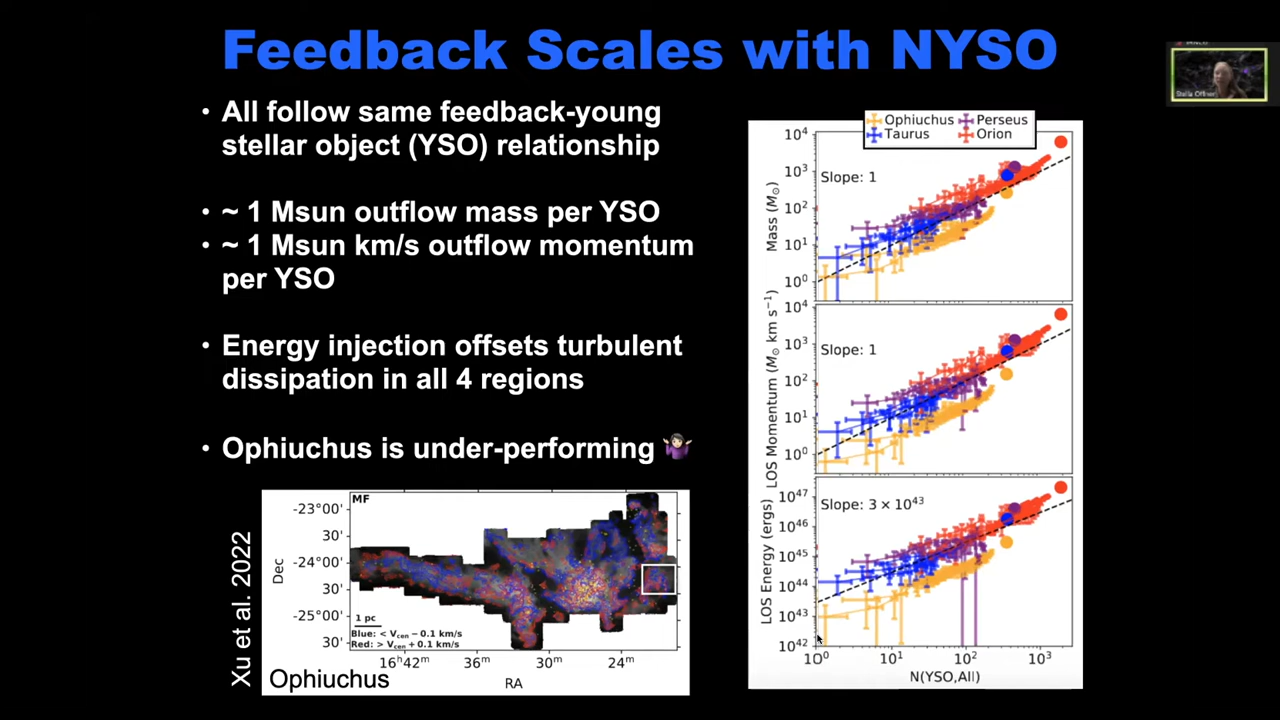 Feedback Scales with NYSO
Stella Offner
• All follow same feedback-young
stellar object (YSO) relationship
• ~ 1 Msun outflow mass per YSO
• ~ 1 Msun km/s outflow momentum
per YSO
• Energy injection offsets turbulent
dissipation in all 4 regions
• Ophiuchus is under-performing 🤷🏻‍♀️
Xu et al. 2022
MF
-23°00'
30'
-24°00'
30'
-25°00'
30'
Dec
1 pc
Blue: < Vcen − 0.1 km/s
Red: > Vcen + 0.1 km/s
16ʰ42ᵐ 36ᵐ 30ᵐ 24ᵐ
RA
Ophiuchus
Ophiuchus Perseus
Taurus Orion
10⁴
10³
10²
10¹
10⁰
Mass (M⊙)
Slope: 1
10⁴
10³
10²
10¹
10⁰
LOS Momentum (M⊙ km s⁻¹)
Slope: 1
10⁴⁷
10⁴⁶
10⁴⁵
10⁴⁴
10⁴³
10⁴²
LOS Energy (ergs)
Slope: 3 × 10⁴³
10⁰ 10¹ 10² 10³
N(YSO,All)